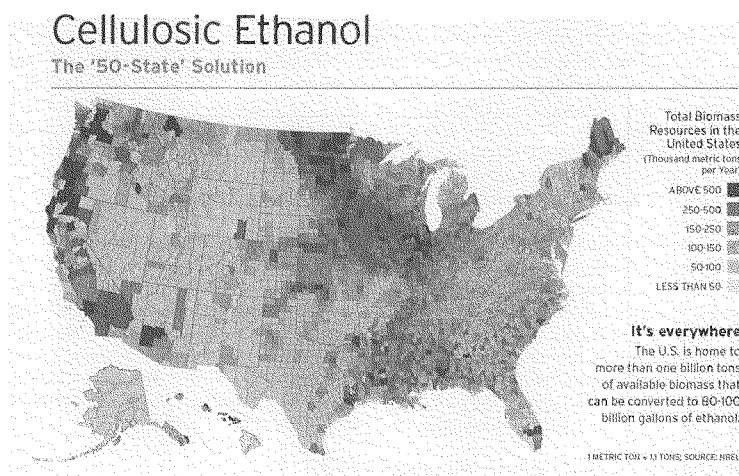 Cellulosic Ethanol
The '50-State' Solution
Total Biomass
Resources in the
United States
(Thousand metric tons
per Year)
ABOVE 500
250-500
150-250
100-150
50-100
LESS THAN 50
It's everywhere
The U.S. is home to
more than one billion tons
of available biomass that
can be converted to 80-100
billion gallons of ethanol.
1 METRIC TON = 1.1 TONS; SOURCE: NREL